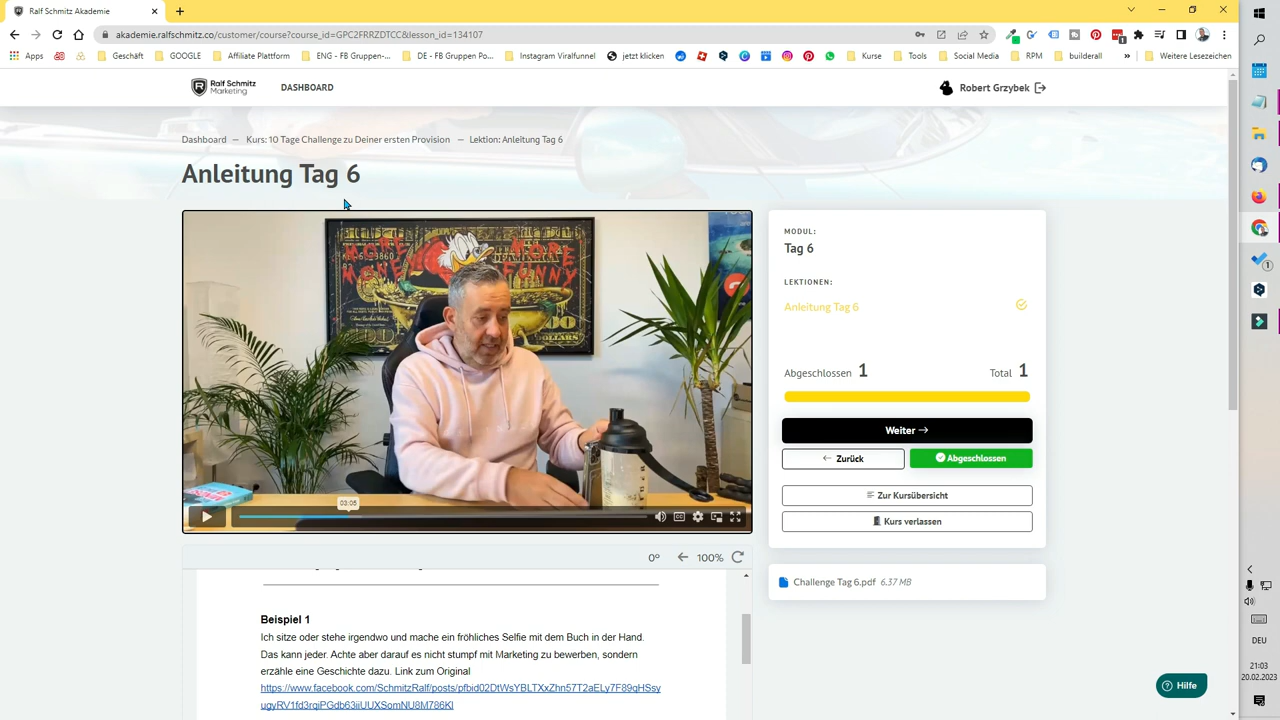 Ralf Schmitz Akademie
akademie.ralfschmitz.co/customer/course?course_id=GPC2FRRZDTCC&lesson_id=134107
Apps
Geschäft
GOOGLE
Affiliate Plattform
ENG - FB Gruppen-...
DE - FB Gruppen Po...
Instagram Viralfunnel
jetzt.klicken
Kurse
Tools
Social Media
RPM
builderall
»
Weitere Lesezeichen
Ralf Schmitz
Marketing
DASHBOARD
Robert Grzybek
Dashboard — Kurs: 10 Tage Challenge zu Deiner ersten Provision — Lektion: Anleitung Tag 6
Anleitung Tag 6
03:05
0º
100%
Beispiel 1
Ich sitze oder stehe irgendwo und mache ein fröhliches Selfie mit dem Buch in der Hand.
Das kann jeder. Achte aber darauf es nicht stumpf mit Marketing zu bewerben, sondern
erzähle eine Geschichte dazu. Link zum Original
https://www.facebook.com/SchmitzRalf/posts/pfbid02DtWsYBLTXxZhn57T2aELy7F89qHSsy
ugyRV1fd3rqiPGdb63iiUUXSomNU8M786Kl
MODUL:
Tag 6
LEKTIONEN:
Anleitung Tag 6
Abgeschlossen 1
Total 1
Weiter →
← Zurück
Abgeschlossen
Zur Kursübersicht
Kurs verlassen
Challenge Tag 6.pdf 6.37 MB
Hilfe
DEU
21:03
20.02.2023